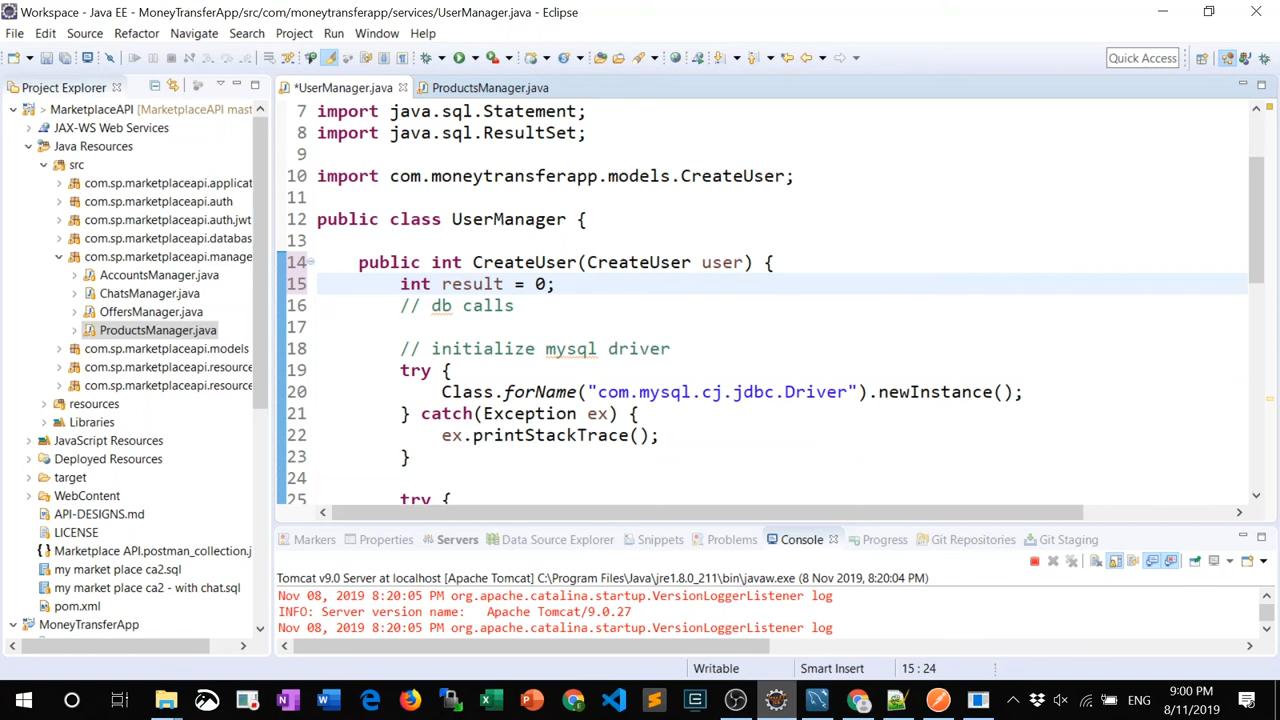 Workspace - Java EE - MoneyTransferApp/src/com/moneytransferapp/services/UserManager.java - Eclipse
File Edit Source Refactor Navigate Search Project Run Window Help
Quick Access
Project Explorer
*UserManager.java ProductsManager.java
> MarketplaceAPI [MarketplaceAPI mast
JAX-WS Web Services
Java Resources
src
com.sp.marketplaceapi.applicat
com.sp.marketplaceapi.auth
com.sp.marketplaceapi.auth.jwt
com.sp.marketplaceapi.databas
com.sp.marketplaceapi.manage
AccountsManager.java
ChatsManager.java
OffersManager.java
ProductsManager.java
com.sp.marketplaceapi.models
com.sp.marketplaceapi.resource
com.sp.marketplaceapi.resource
resources
Libraries
JavaScript Resources
Deployed Resources
target
WebContent
API-DESIGNS.md
LICENSE
Marketplace API.postman_collection.j
my market place ca2.sql
my market place ca2 - with chat.sql
pom.xml
MoneyTransferApp
7 import java.sql.Statement;
8 import java.sql.ResultSet;
9
10 import com.moneytransferapp.models.CreateUser;
11
12 public class UserManager {
13
14 public int CreateUser(CreateUser user) {
15 int result = 0;
16 // db calls
17
18 // initialize mysql driver
19 try {
20 Class.forName("com.mysql.cj.jdbc.Driver").newInstance();
21 } catch(Exception ex) {
22 ex.printStackTrace();
23 }
24
25 try {
Markers Properties Servers Data Source Explorer Snippets Problems Console Progress Git Repositories Git Staging
Tomcat v9.0 Server at localhost [Apache Tomcat] C:\Program Files\Java\jre1.8.0_211\bin\javaw.exe (8 Nov 2019, 8:20:04 PM)
Nov 08, 2019 8:20:05 PM org.apache.catalina.startup.VersionLoggerListener log
INFO: Server version name: Apache Tomcat/9.0.27
Nov 08, 2019 8:20:05 PM org.apache.catalina.startup.VersionLoggerListener log
Writable Smart Insert 15 : 24
ENG
9:00 PM
8/11/2019